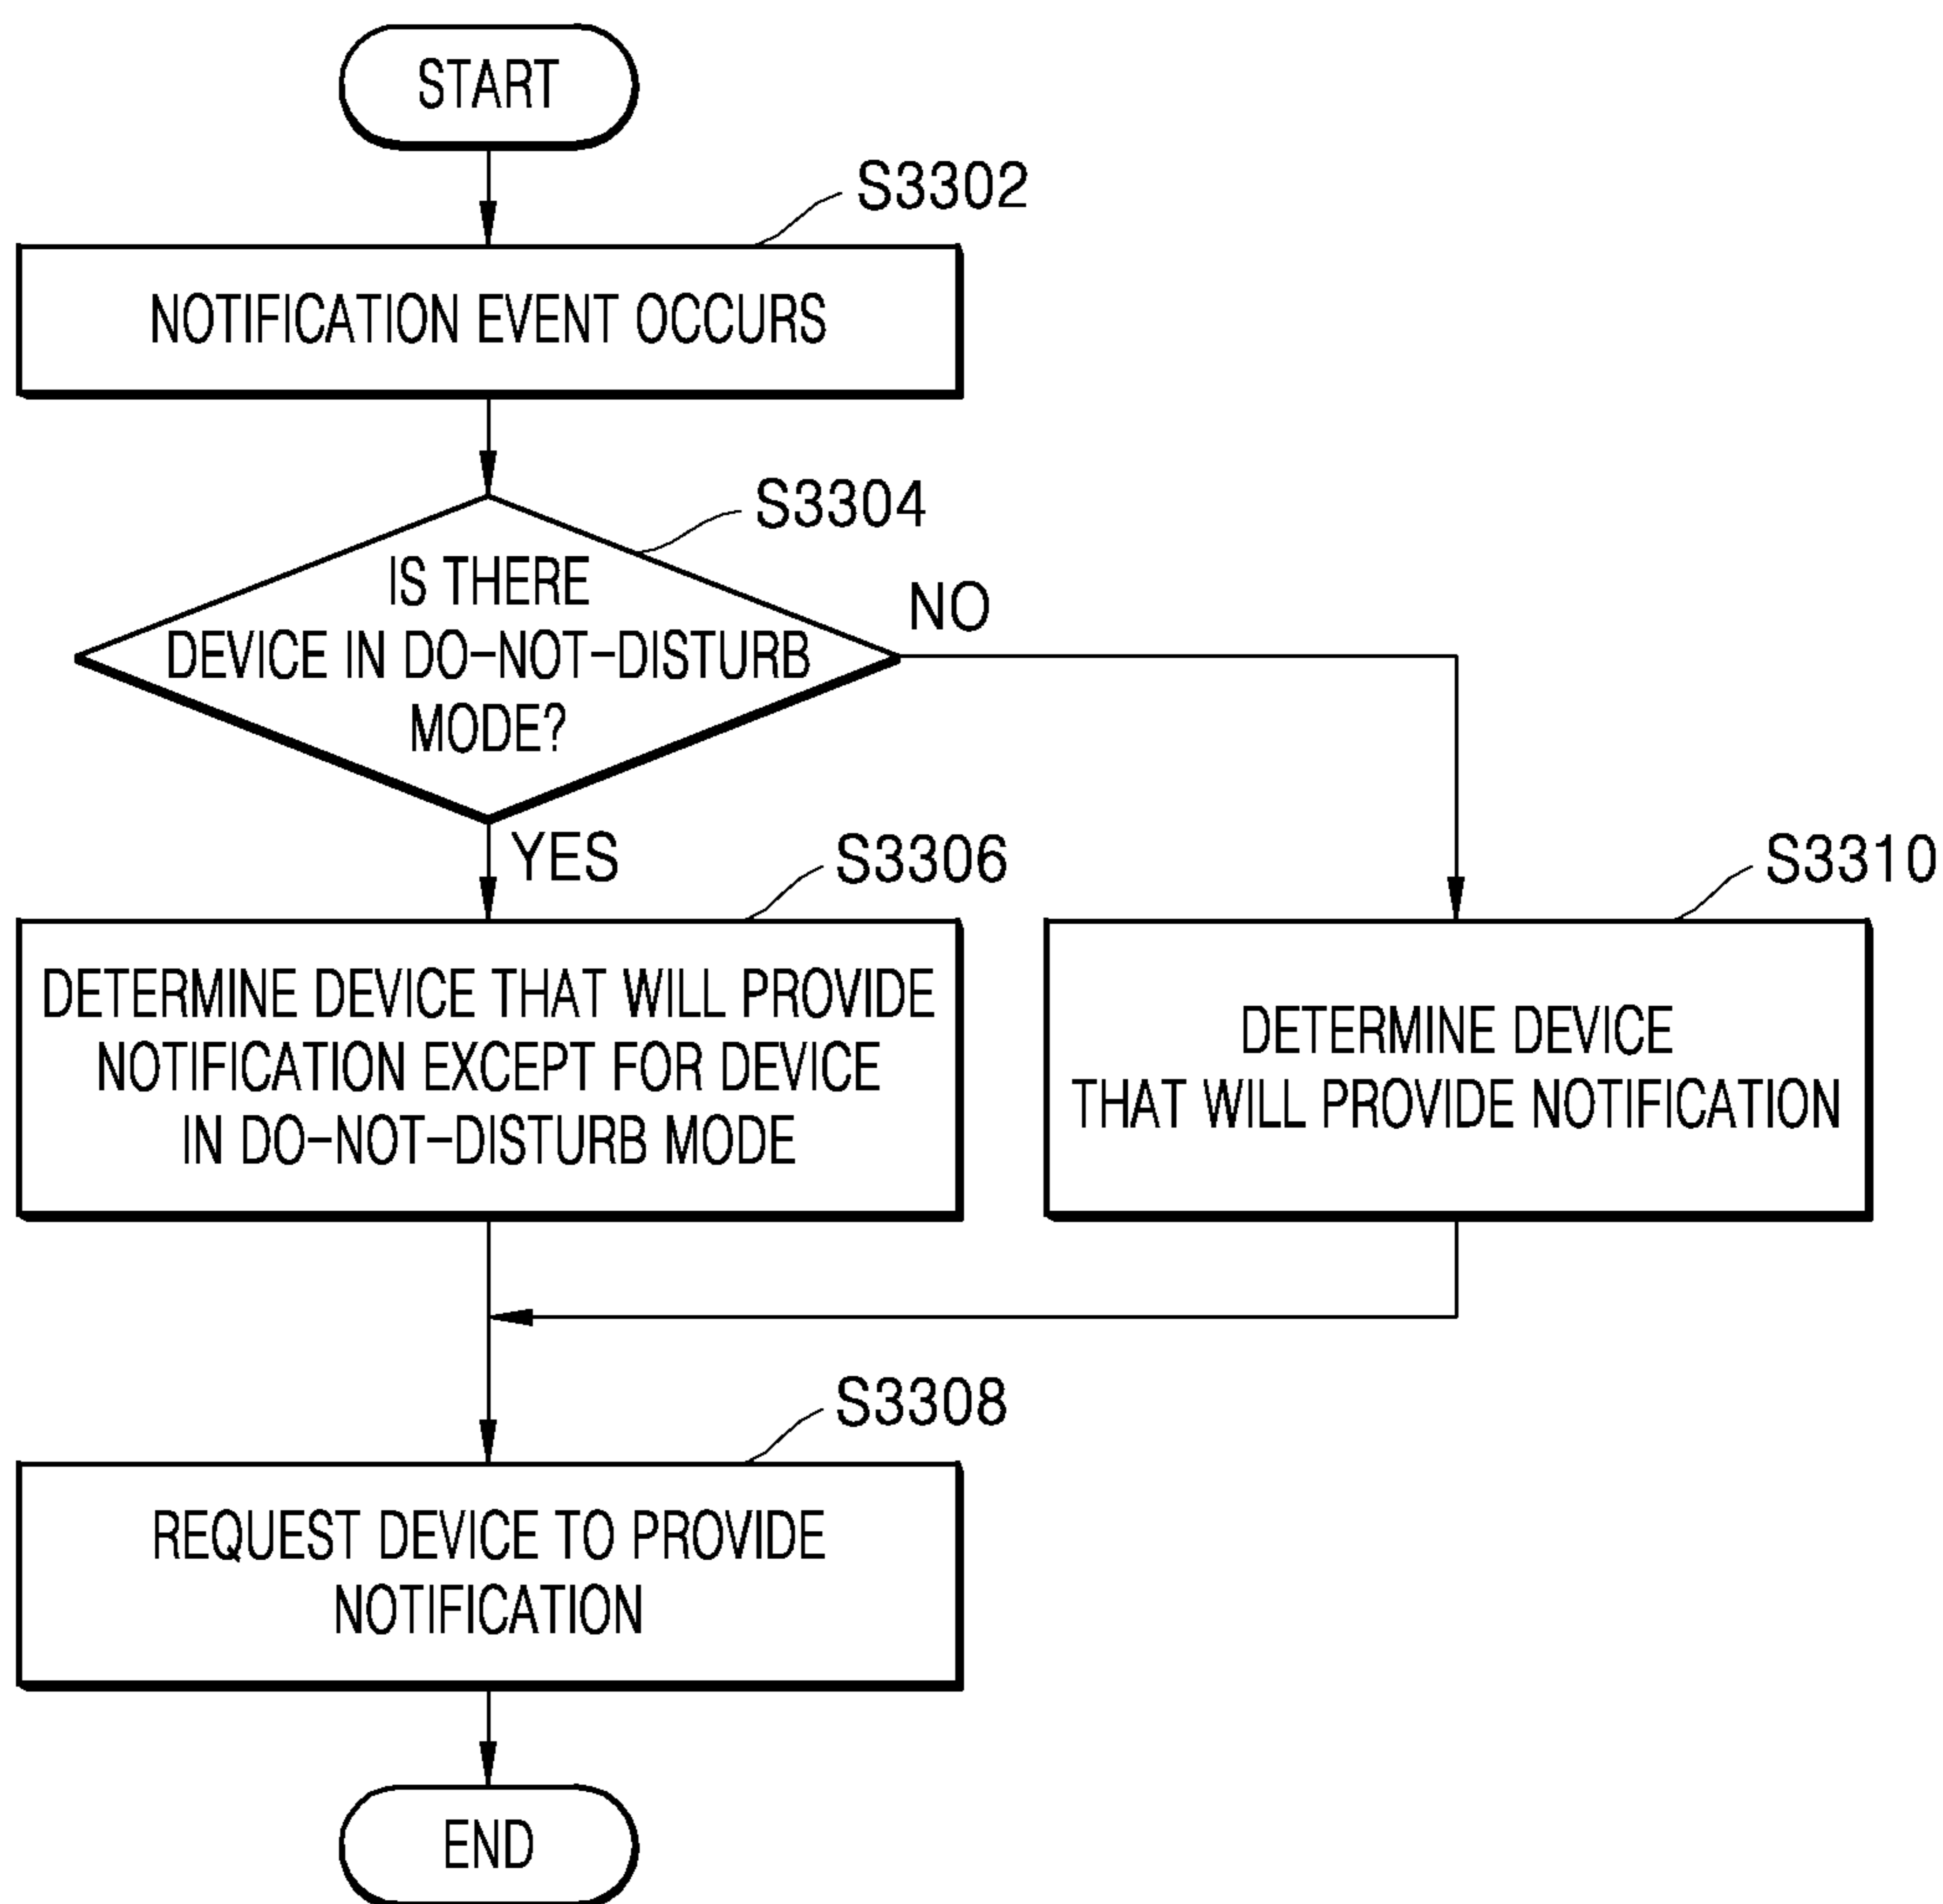 START
S3302
NOTIFICATION EVENT OCCURS
S3304
IS THERE
DEVICE IN DO-NOT-DISTURB
MODE?
NO
YES
S3306
DETERMINE DEVICE THAT WILL PROVIDE
NOTIFICATION EXCEPT FOR DEVICE
IN DO-NOT-DISTURB MODE
S3310
DETERMINE DEVICE
THAT WILL PROVIDE NOTIFICATION
S3308
REQUEST DEVICE TO PROVIDE
NOTIFICATION
END